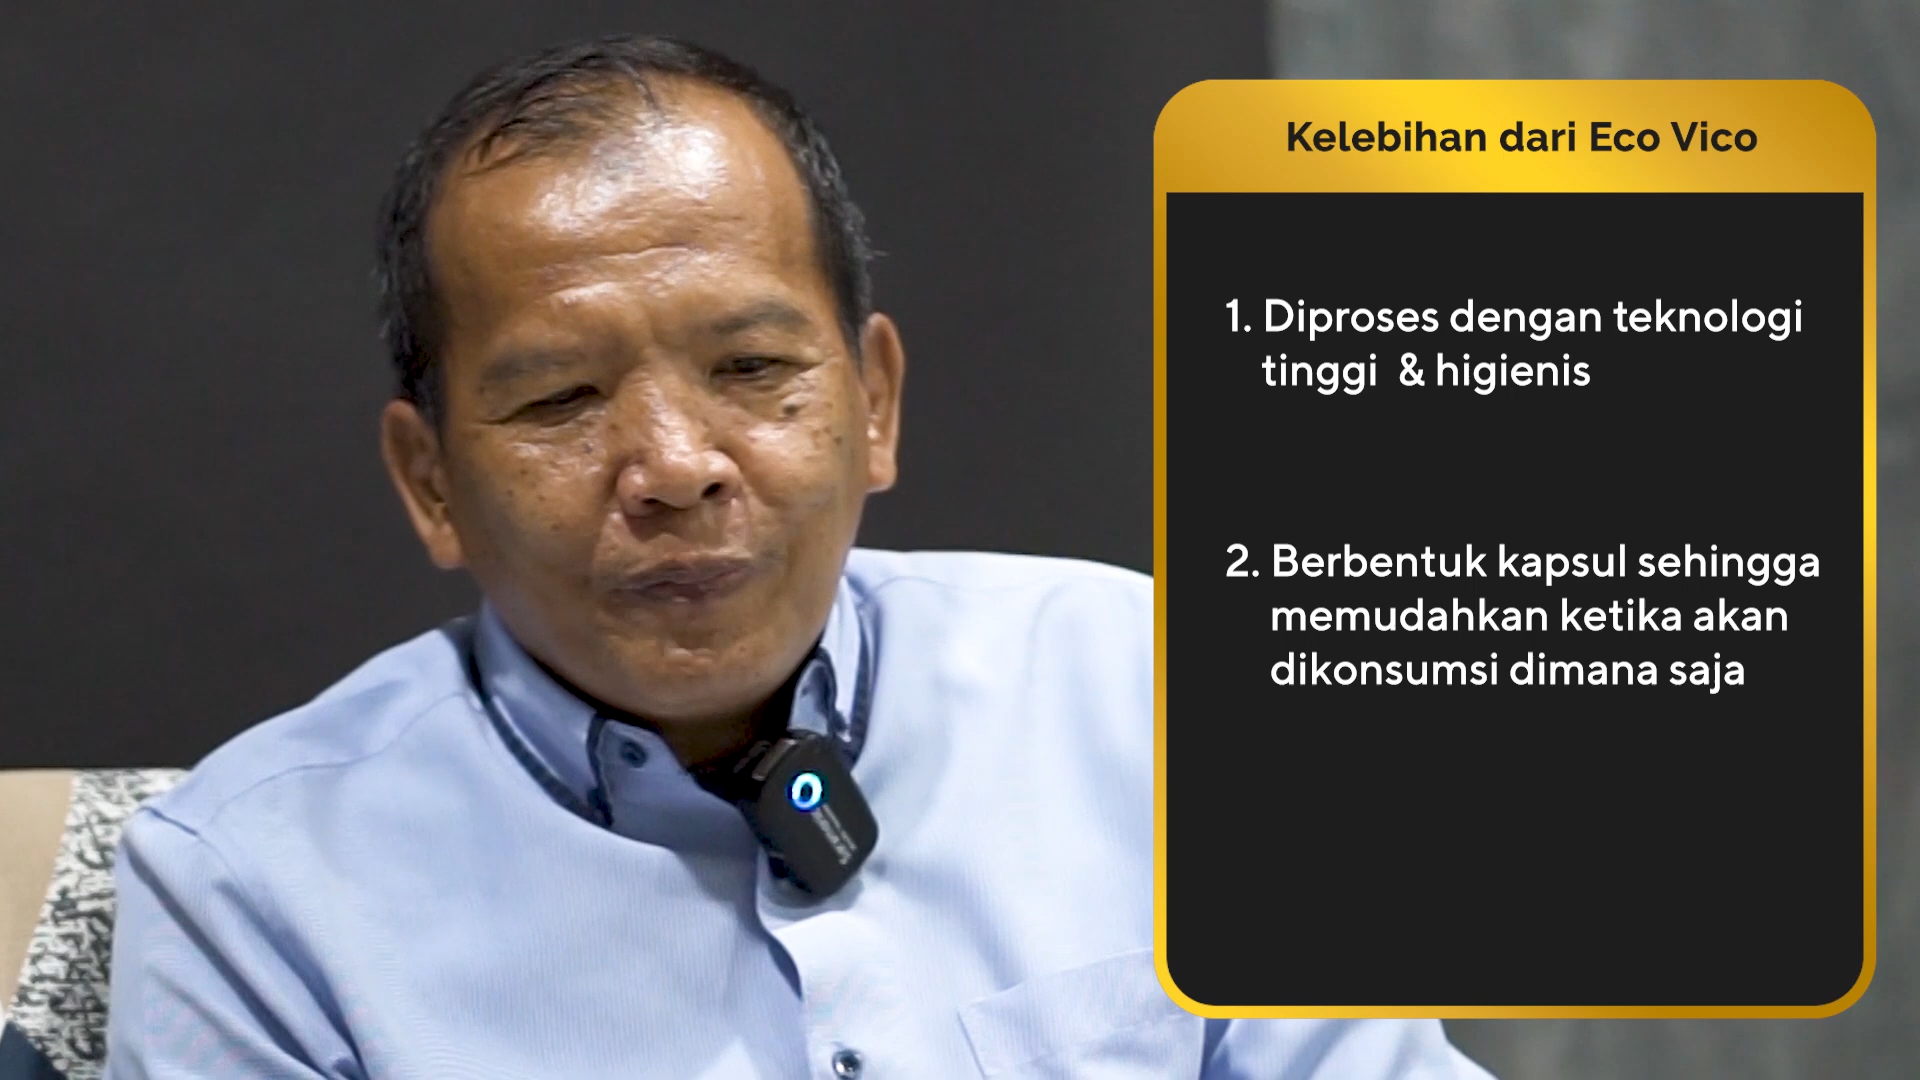 Kelebihan dari Eco Vico
1. Diproses dengan teknologi
tinggi & higienis
2. Berbentuk kapsul sehingga
memudahkan ketika akan
dikonsumsi dimana saja